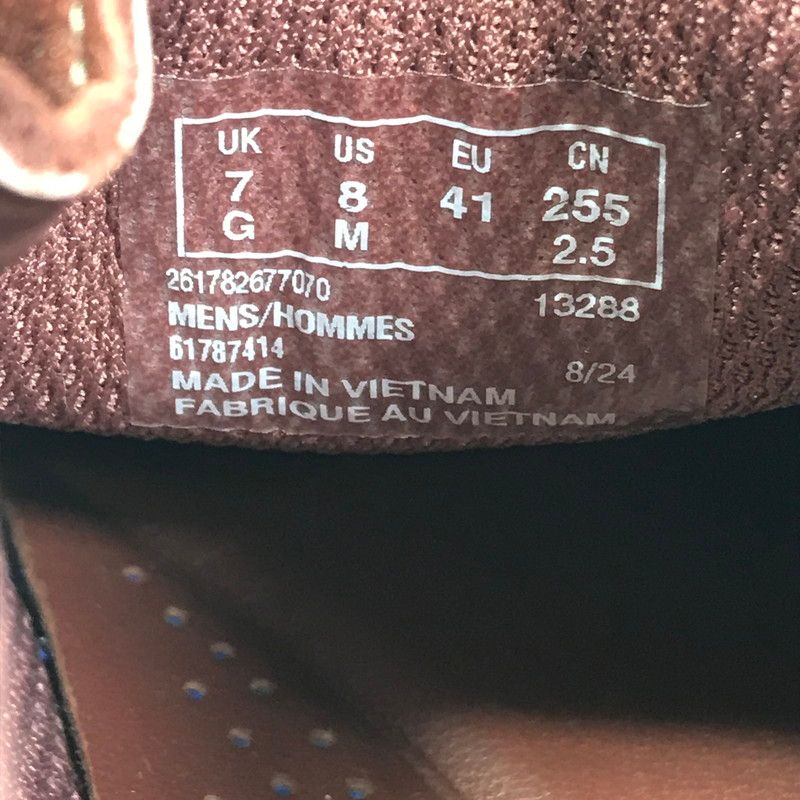 UK US EU CN
7 8 41 255
G M 2.5
261782677070 13288
MENS/HOMMES
61787414 8/24
MADE IN VIETNAM
FABRIQUE AU VIETNAM